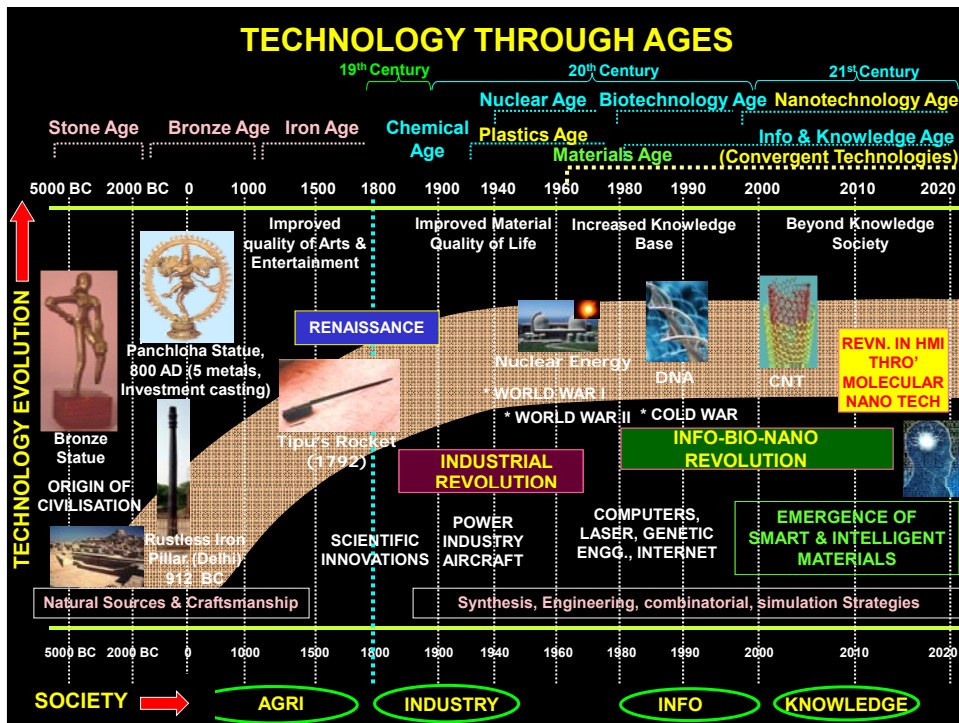 TECHNOLOGY THROUGH AGES
19th Century
20th Century
21st Century
Nuclear Age
Biotechnology Age
Nanotechnology Age
Stone Age
Bronze Age
Iron Age
Chemical
Age
Plastics Age
Info & Knowledge Age
Materials Age
(Convergent Technologies)
5000 BC 2000 BC 0 1000 1500 1800 1900 1940 1960 1980 1990 2000 2010 2020
Improved
quality of Arts &
Entertainment
Improved Material
Quality of Life
Increased Knowledge
Base
Beyond Knowledge
Society
TECHNOLOGY EVOLUTION
RENAISSANCE
Panchloha Statue,
800 AD (5 metals,
Investment casting)
Nuclear Energy
DNA
CNT
REVN. IN HMI
THRO'
MOLECULAR
NANO TECH
* WORLD WAR I
* WORLD WAR II
* COLD WAR
Bronze
Statue
Tipu's Rocket
(1792)
INDUSTRIAL
REVOLUTION
INFO-BIO-NANO
REVOLUTION
ORIGIN OF
CIVILISATION
Rustless Iron
Pillar (Delhi)
912 BC
SCIENTIFIC
INNOVATIONS
POWER
INDUSTRY
AIRCRAFT
COMPUTERS,
LASER, GENETIC
ENGG., INTERNET
EMERGENCE OF
SMART & INTELLIGENT
MATERIALS
Natural Sources & Craftsmanship
Synthesis, Engineering, combinatorial, simulation Strategies
5000 BC 2000 BC 0 1000 1500 1800 1900 1940 1960 1980 1990 2000 2010 2020
SOCIETY
AGRI
INDUSTRY
INFO
KNOWLEDGE